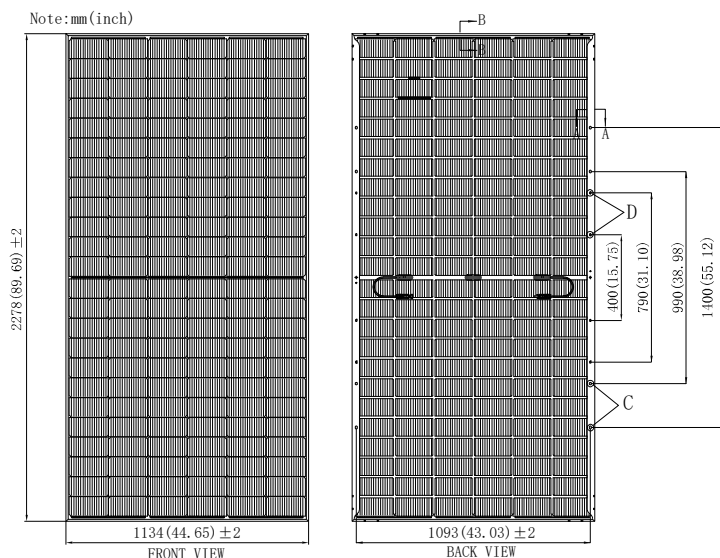 Note:mm(inch)
B
B
A
A
D
2278(89.69)±2
400(15.75)
790(31.10)
990(38.98)
1400(55.12)
C
1134(44.65)±2
1093(43.03)±2
FRONT VIEW
BACK VIEW